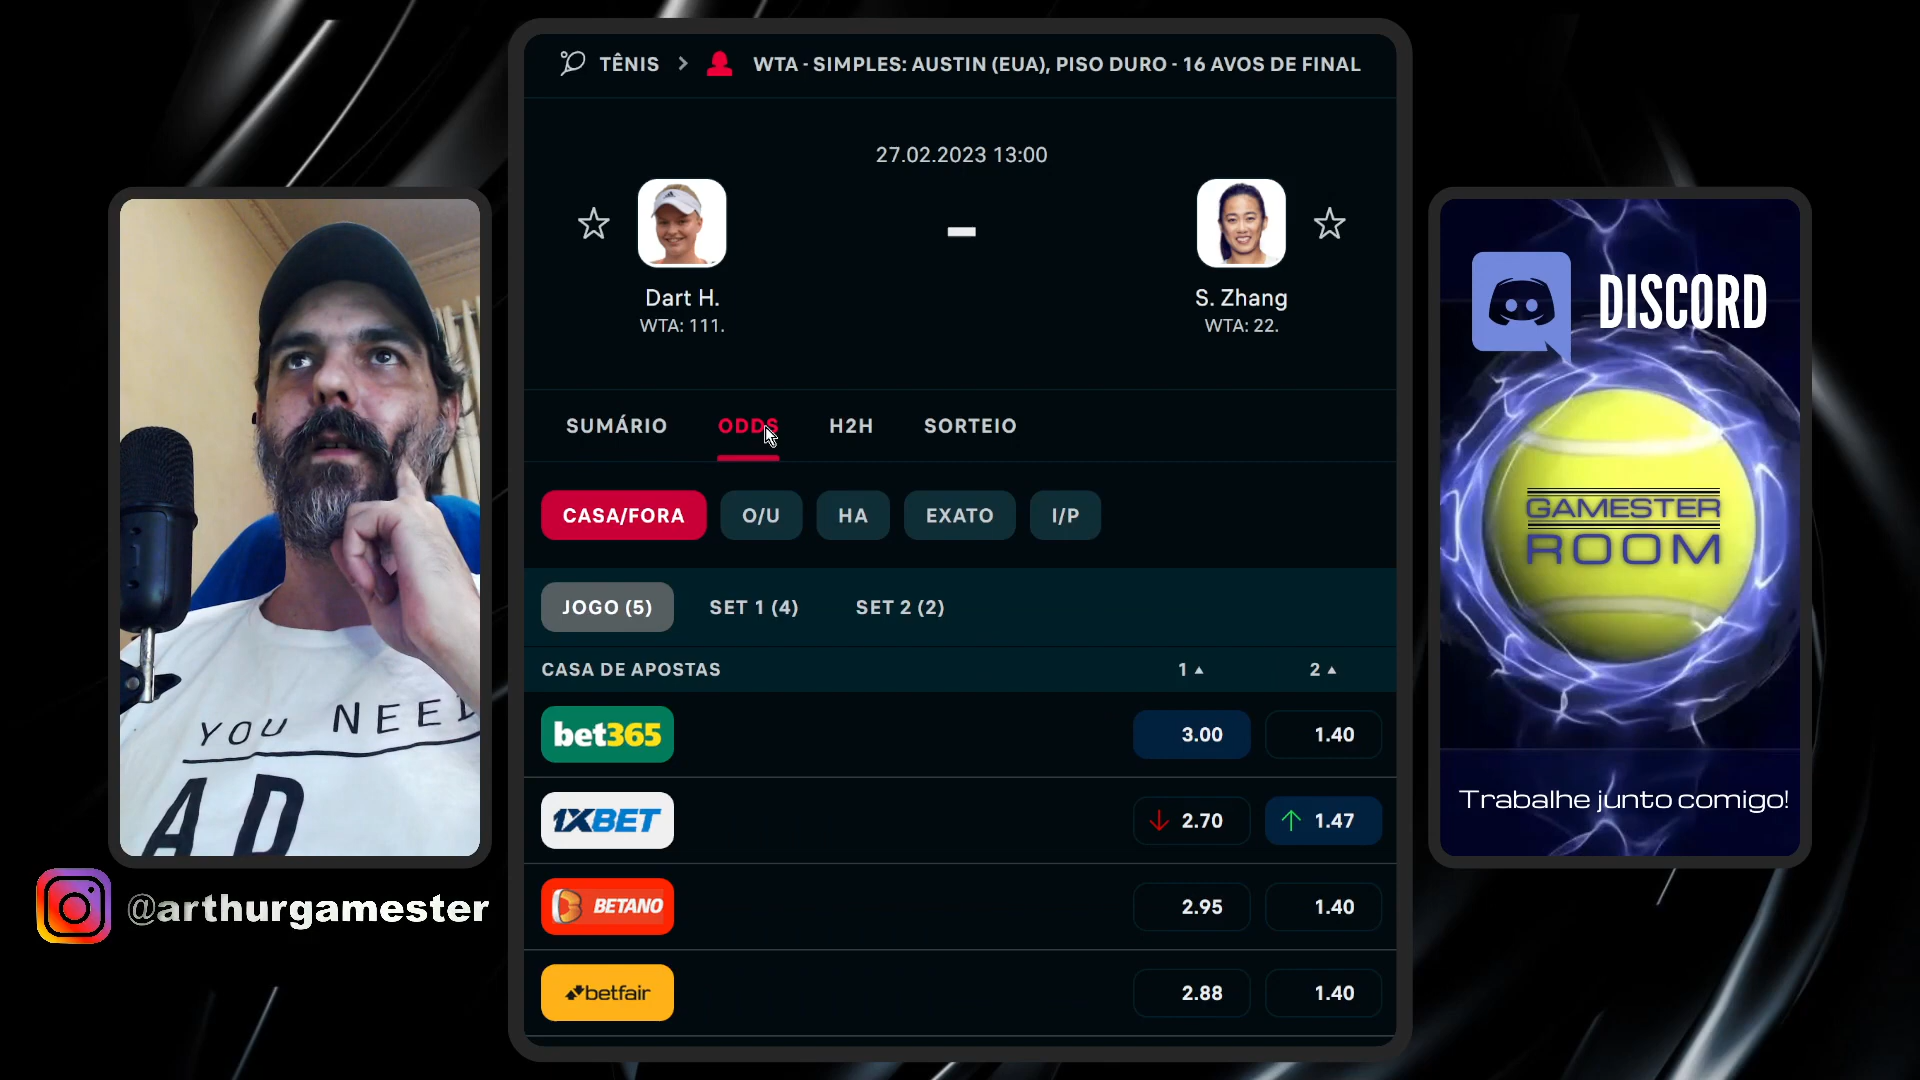 TÊNIS > WTA - SIMPLES: AUSTIN (EUA), PISO DURO - 16 AVOS DE FINAL
27.02.2023 13:00
-
Dart H.
WTA: 111.
S. Zhang
WTA: 22.
SUMÁRIO ODDS H2H SORTEIO
CASA/FORA O/U HA EXATO I/P
JOGO (5) SET 1 (4) SET 2 (2)
CASA DE APOSTAS 1 2
bet365 3.00 1.40
1XBET 2.70 1.47
BETANO 2.95 1.40
betfair 2.88 1.40
YOU NEED
AD
@arthurgamester
DISCORD
GAMESTER
ROOM
Trabalhe junto comigo!